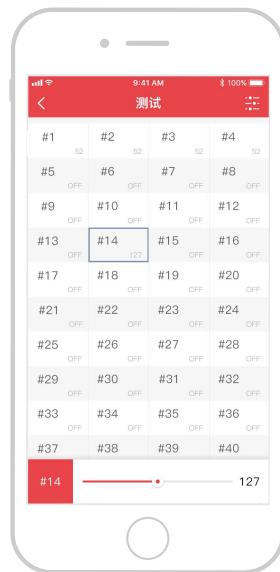 9:41 AM 100%
测试
#1 #2 #3 #4
52 52 52 52
#5 #6 #7 #8
OFF OFF OFF OFF
#9 #10 #11 #12
OFF OFF OFF OFF
#13 #14 #15 #16
OFF 127 OFF OFF
#17 #18 #19 #20
OFF OFF OFF OFF
#21 #22 #23 #24
OFF OFF OFF OFF
#25 #26 #27 #28
OFF OFF OFF OFF
#29 #30 #31 #32
OFF OFF OFF OFF
#33 #34 #35 #36
OFF OFF OFF OFF
#37 #38 #39 #40
#14 127